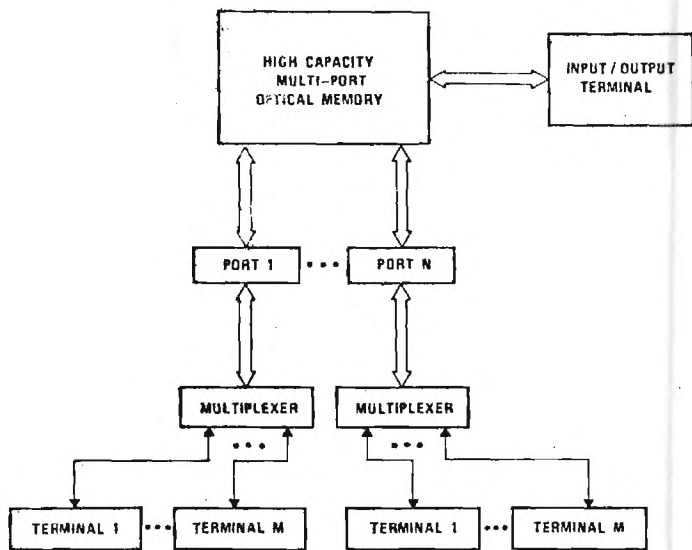 HIGH CAPACITY
MULTI-PORT
OPTICAL MEMORY
INPUT / OUTPUT
TERMINAL
PORT 1 ••• PORT N
MULTIPLEXER MULTIPLEXER
••• •••
TERMINAL 1 ••• TERMINAL M TERMINAL 1 ••• TERMINAL M